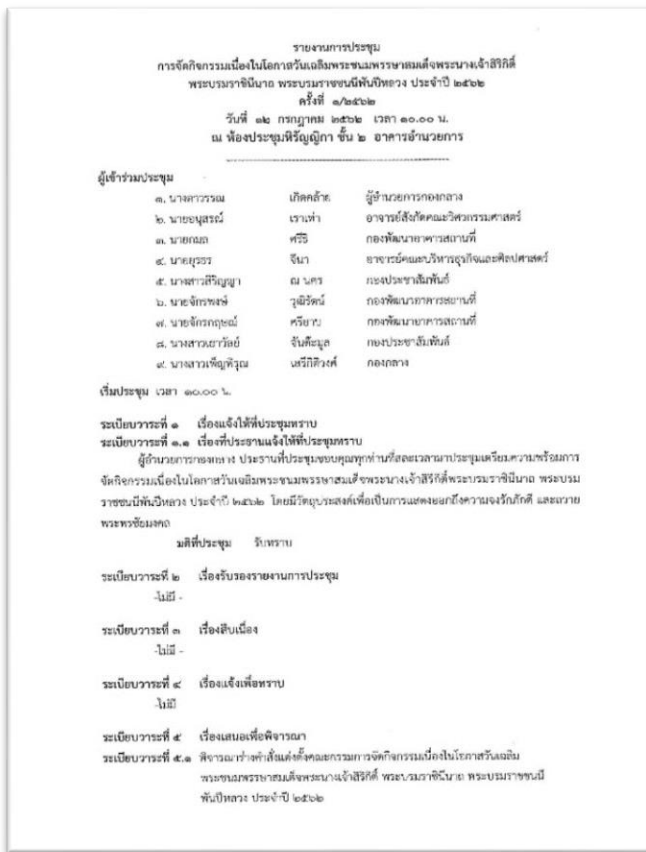 รายงานการประชุม
การจัดกิจกรรมเนื่องในโอกาสวันเฉลิมพระชนมพรรษาสมเด็จพระนางเจ้าสิริกิติ์
พระบรมราชินีนาถ พระบรมราชชนนีพันปีหลวง ประจำปี ๒๕๖๒
ครั้งที่ ๑/๒๕๖๒
วันที่ ๑๒ กรกฎาคม ๒๕๖๒ เวลา ๑๐.๐๐ น.
ณ ห้องประชุมหิรัญญิกา ชั้น ๒ อาคารอำนวยการ
ผู้เข้าร่วมประชุม
๑. นางดาวรรณ เกิดคล้าย ผู้อำนวยการกองกลาง
๒. นายอนุสรณ์ เราเท่า อาจารย์สังกัดคณะวิศวกรรมศาสตร์
๓. นายกมล ศรีริ กองพัฒนาอาคารสถานที่
๔. นายยุรธร จีนา อาจารย์คณะบริหารธุรกิจและศิลปศาสตร์
๕. นางสาวสิริญญา ณ นคร กองประชาสัมพันธ์
๖. นายจักรพงษ์ วุฒิรัตน์ กองพัฒนาอาคารสถานที่
๗. นายจักรกฤษณ์ ศรียาบ กองพัฒนาอาคารสถานที่
๘. นางสาวเยาวัลย์ จันต๊ะมูล กองประชาสัมพันธ์
๙. นางสาวเพ็ญพิรุณ เสรีกิติวงศ์ กองกลาง
เริ่มประชุม เวลา ๑๐.๐๐ น.
ระเบียบวาระที่ ๑ เรื่องแจ้งให้ที่ประชุมทราบ
ระเบียบวาระที่ ๑.๑ เรื่องที่ประธานแจ้งให้ที่ประชุมทราบ
ผู้อำนวยการกองกลาง ประธานที่ประชุมขอบคุณทุกท่านที่สละเวลามาประชุมเตรียมความพร้อมการ
จัดกิจกรรมเนื่องในโอกาสวันเฉลิมพระชนมพรรษาสมเด็จพระนางเจ้าสิริกิติ์พระบรมราชินีนาถ พระบรม
ราชชนนีพันปีหลวง ประจำปี ๒๕๖๒ โดยมีวัตถุประสงค์เพื่อเป็นการแสดงออกถึงความจงรักภักดี และถวาย
พระพรชัยมงคล
มติที่ประชุม รับทราบ
ระเบียบวาระที่ ๒ เรื่องรับรองรายงานการประชุม
-ไม่มี -
ระเบียบวาระที่ ๓ เรื่องสืบเนื่อง
-ไม่มี -
ระเบียบวาระที่ ๔ เรื่องแจ้งเพื่อทราบ
-ไม่มี
ระเบียบวาระที่ ๕ เรื่องเสนอเพื่อพิจารณา
ระเบียบวาระที่ ๕.๑ พิจารณาร่างคำสั่งแต่งตั้งคณะกรรมการจัดกิจกรรมเนื่องในโอกาสวันเฉลิม
พระชนมพรรษาสมเด็จพระนางเจ้าสิริกิติ์ พระบรมราชินีนาถ พระบรมราชชนนี
พันปีหลวง ประจำปี ๒๕๖๒